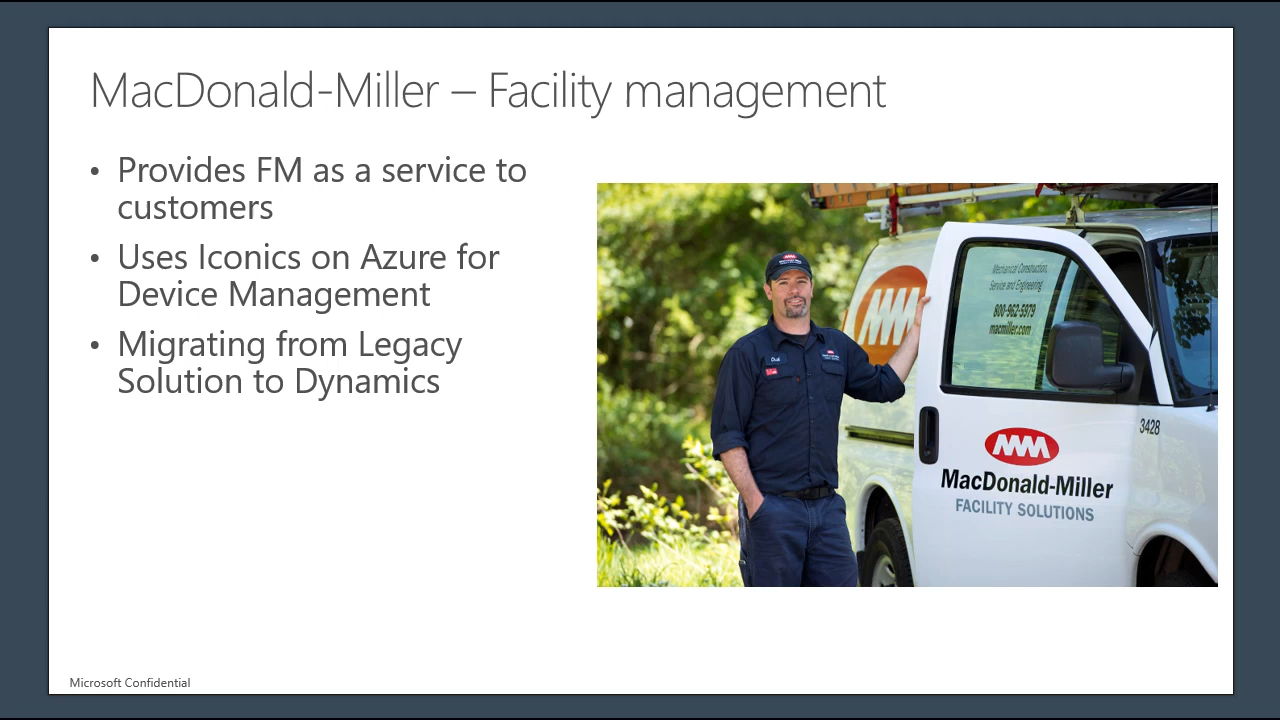 MacDonald-Miller – Facility management
• Provides FM as a service to
customers
• Uses Iconics on Azure for
Device Management
• Migrating from Legacy
Solution to Dynamics
Mechanical Construction,
Service and Engineering
800-962-5979
macmiller.com
3428
MacDonald-Miller
FACILITY SOLUTIONS
Microsoft Confidential